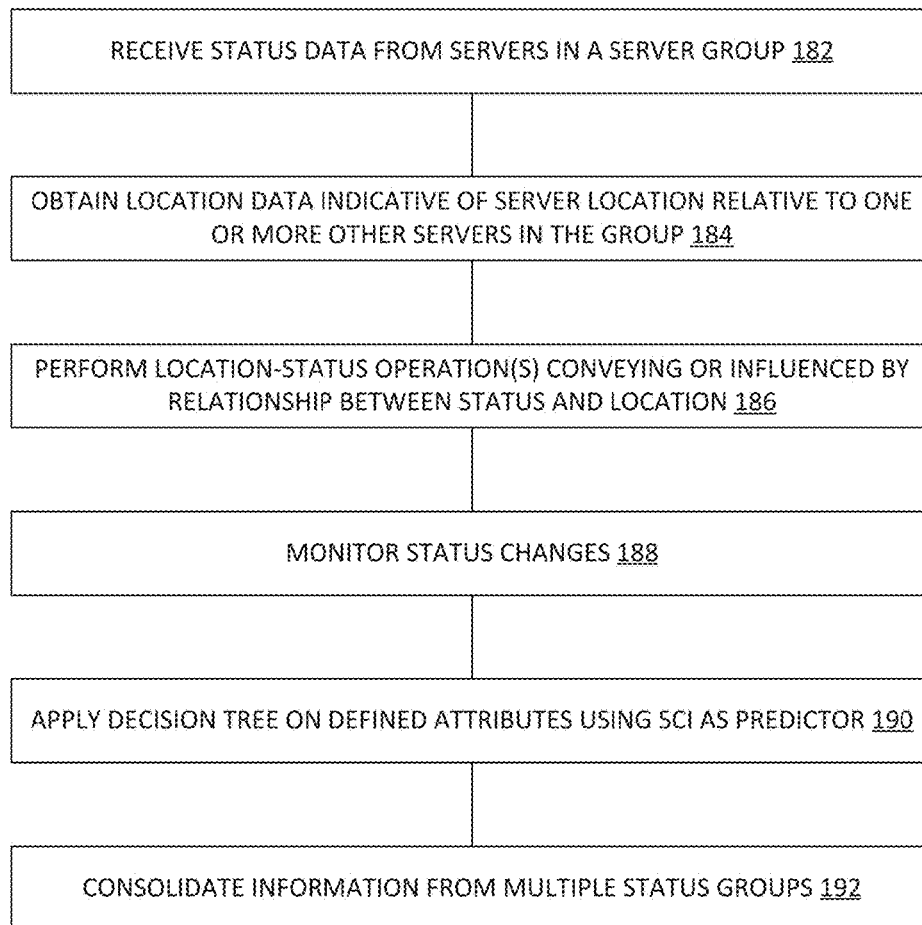 RECEIVE STATUS DATA FROM SERVERS IN A SERVER GROUP 182
OBTAIN LOCATION DATA INDICATIVE OF SERVER LOCATION RELATIVE TO ONE
OR MORE OTHER SERVERS IN THE GROUP 184
PERFORM LOCATION-STATUS OPERATION(S) CONVEYING OR INFLUENCED BY
RELATIONSHIP BETWEEN STATUS AND LOCATION 186
MONITOR STATUS CHANGES 188
APPLY DECISION TREE ON DEFINED ATTRIBUTES USING SCI AS PREDICTOR 190
CONSOLIDATE INFORMATION FROM MULTIPLE STATUS GROUPS 192